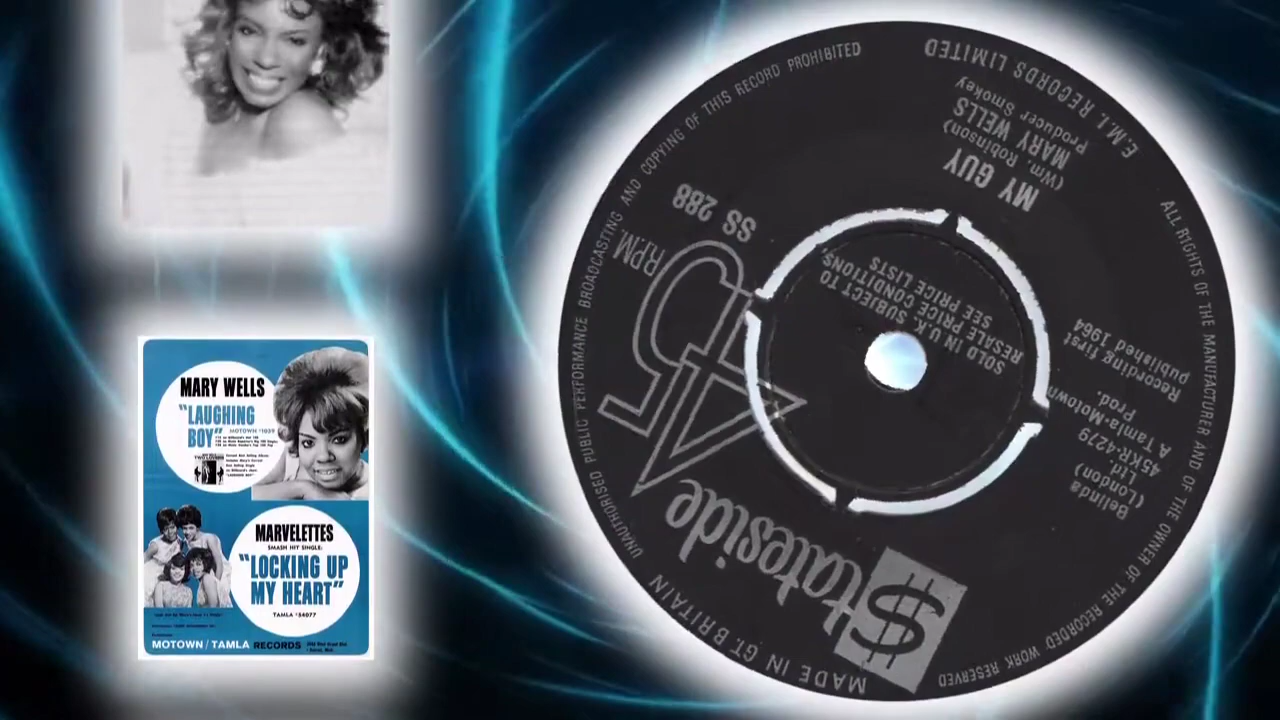 MARY WELLS
"LAUGHING
BOY"
MOTOWN #1039
MARVELETTES
SMASH HIT SINGLE:
"LOCKING UP
MY HEART"
TAMLA #54077
MOTOWN / TAMLA RECORDS
UNAUTHORISED PUBLIC PERFORMANCE BROADCASTING AND COPYING OF THIS RECORD PROHIBITED
E.M.I. RECORDS LIMITED
ALL RIGHTS OF THE MANUFACTURER AND OF THE OWNER OF THE RECORDED WORK RESERVED
MADE IN GT. BRITAIN
$tateside
45
RPM
SS 288
SOLD IN U.K. SUBJECT TO
RESALE PRICE CONDITIONS,
SEE PRICE LISTS
Belinda
(London)
Ltd.
45KR-4279
A Tamla-Motown
Prod.
Recording first
published 1964
MY GUY
(Wm. Robinson)
MARY WELLS
Producer Smokey